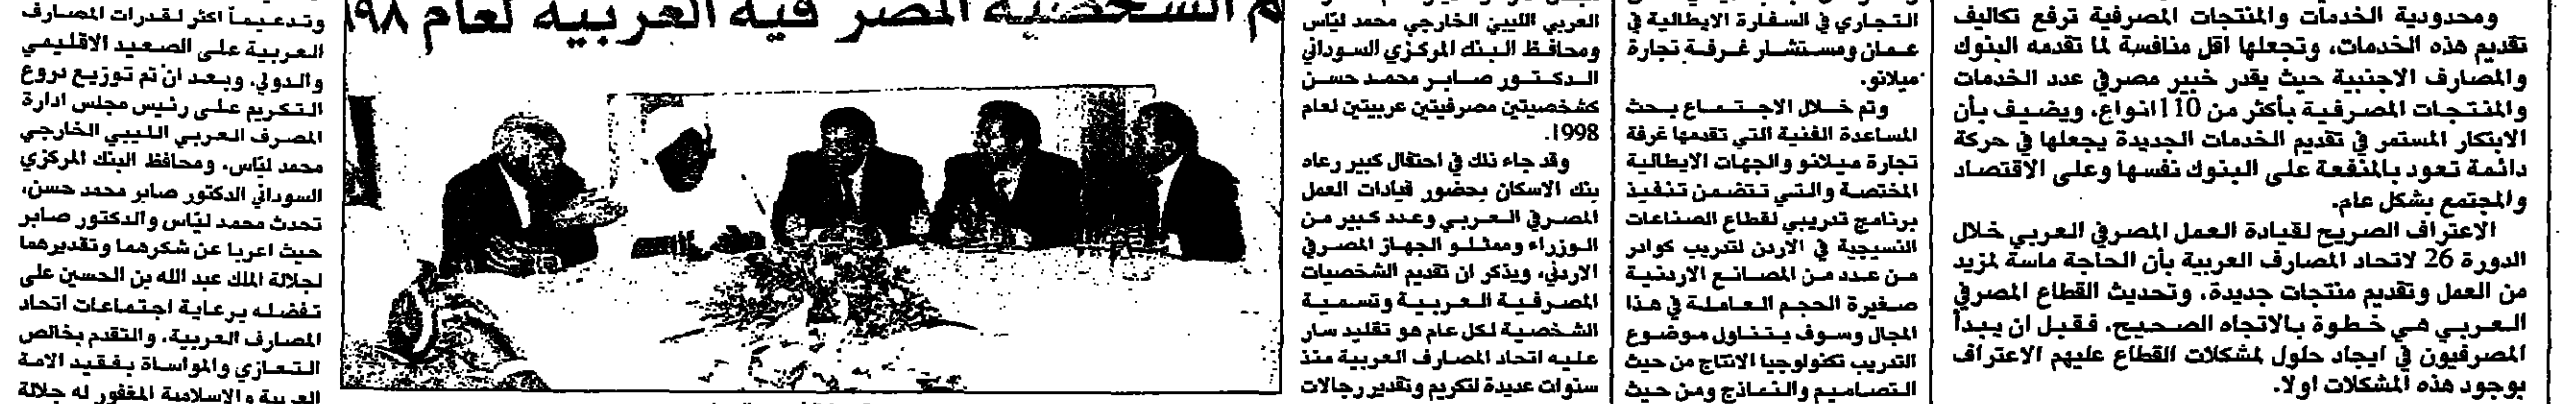 ومحدودية الخدمات والمنتجات المصرفية ترفع تكاليف
تقديم هذه الخدمات، وتجعلها اقل منافسة لما تقدمه البنوك
والمصارف الاجنبية حيث يقدر خبير مصرفي عدد الخدمات
والمنتجات المصرفية بأكثر من 110 انواع، ويضيف بأن
الابتكار المستمر في تقديم الخدمات الجديدة يجعلها في حركة
دائمة تعود بالمنفعة على البنوك نفسها وعلى الاقتصاد
والمجتمع بشكل عام.
الاعتراف الصريح لقيادة العمل المصرفي العربي خلال
الدورة 26 لاتحاد المصارف العربية بأن الحاجة ماسة لمزيد
من العمل وتقديم منتجات جديدة، وتحديث القطاع المصرفي
العربي هي خطوة بالاتجاه الصحيح، فقبل ان يبدأ
المصرفيون في ايجاد حلول لمشكلات القطاع عليهم الاعتراف
بوجود هذه المشكلات اولا.
التجاري في السفارة الايطالية في
عمان ومستشار غرفة تجارة
ميلانو.
وتم خلال الاجتماع بحث
المساعدة الفنية التي تقدمها غرفة
تجارة ميلانو والجهات الايطالية
المختصة والتي تتضمن تنفيذ
برنامج تدريبي لقطاع الصناعات
النسيجية في الاردن لتدريب كوادر
من عدد من المصانع الاردنية
صغيرة الحجم العاملة في هذا
المجال وسوف يتناول موضوع
التدريب تكنولوجيا الانتاج من حيث
التصاميم والنماذج ومن حيث
العربي الليبي الخارجي محمد لياس
ومحافظ البنك المركزي السوداني
الدكتور صابر محمد حسن
كشخصيتين مصرفيتين عربيتين لعام
1998.
وقد جاء ذلك في احتفال كبير رعاه
بنك الاسكان بحضور قيادات العمل
المصرفي العربي وعدد كبير من
الوزراء وممثلو الجهاز المصرفي
الاردني، ويذكر ان تقديم الشخصيات
المصرفية العربية وتسمية
الشخصية لكل عام هو تقليد سار
عليه اتحاد المصارف العربية منذ
سنوات عديدة لتكريم وتقدير رجالات
الشخصية المصرفية العربية لعام
وتدعيماً اكثر لقدرات المصارف
العربية على الصعيد الاقليمي
والدولي. وبعد ان تم توزيع دروع
التكريم على رئيس مجلس ادارة
المصرف العربي الليبي الخارجي
محمد لياس، ومحافظ البنك المركزي
السوداني الدكتور صابر محمد حسن،
تحدث محمد لياس والدكتور صابر
حيث اعربا عن شكرهما وتقديرهما
لجلالة الملك عبد الله بن الحسين على
تفضله برعاية اجتماعات اتحاد
المصارف العربية، والتقدم بخالص
التعازي والمواساة بفقيد الامة
العربية والاسلامية المغفور له جلالة